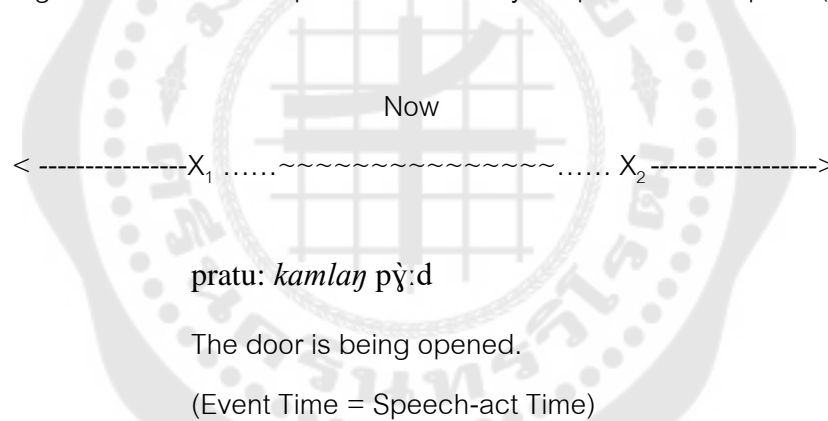 Now
< ----------------X₁ ......~~~~~~~~~~~~~~~...... X₂ ------------------>
pratu: kamlaŋ pɤ̀:d
The door is being opened.
(Event Time = Speech-act Time)